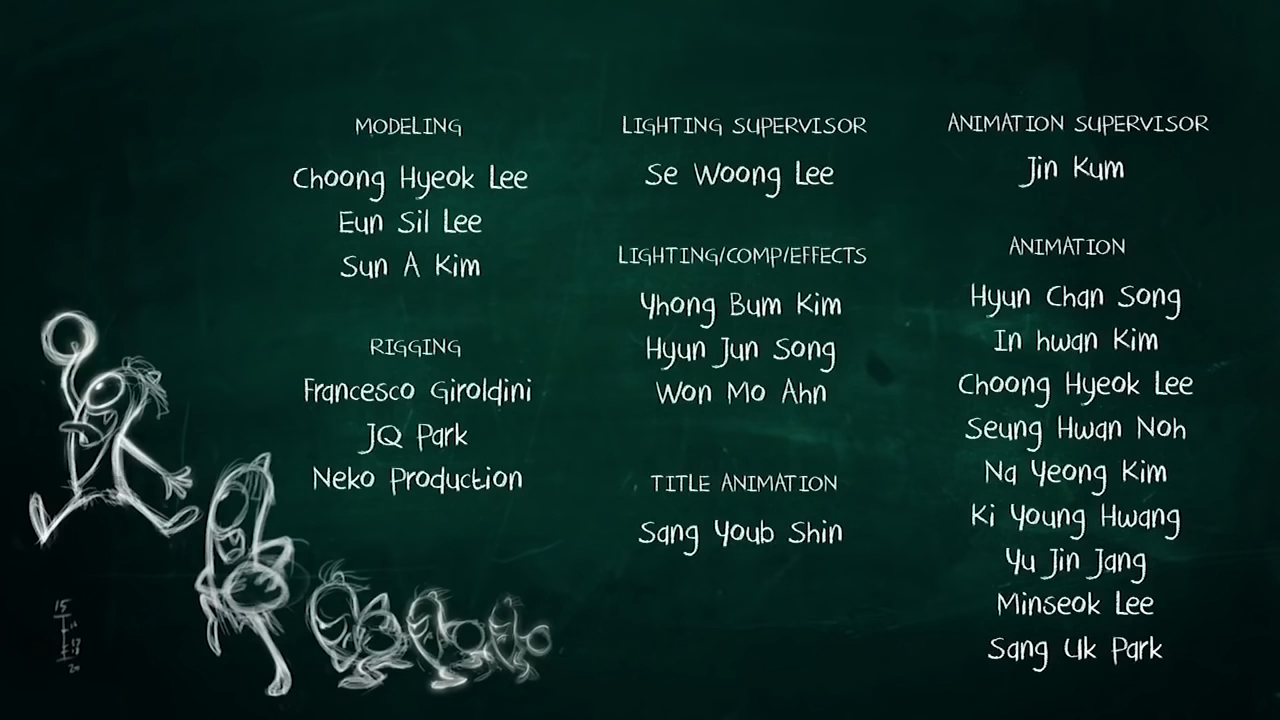 MODELING
Choong Hyeok Lee
Eun Sil Lee
Sun A Kim
RIGGING
Francesco Giroldini
JQ Park
Neko Production
LIGHTING SUPERVISOR
Se Woong Lee
LIGHTING/COMP/EFFECTS
Yhong Bum Kim
Hyun Jun Song
Won Mo Ahn
TITLE ANIMATION
Sang Youb Shin
ANIMATION SUPERVISOR
Jin Kum
ANIMATION
Hyun Chan Song
In hwan Kim
Choong Hyeok Lee
Seung Hwan Noh
Na Yeong Kim
Ki Young Hwang
Yu Jin Jang
Minseok Lee
Sang Uk Park
15